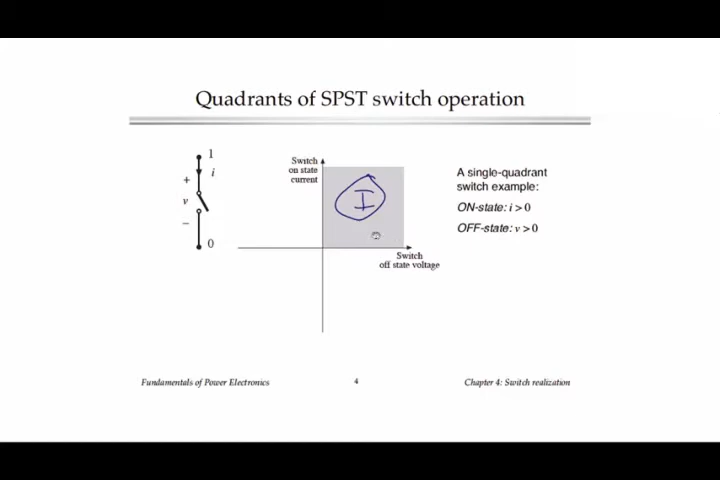 Quadrants of SPST switch operation
1
i
+
v
–
0
Switch
on state
current
I
Switch
off state voltage
A single-quadrant
switch example:
ON-state: i > 0
OFF-state: v > 0
Fundamentals of Power Electronics
4
Chapter 4: Switch realization